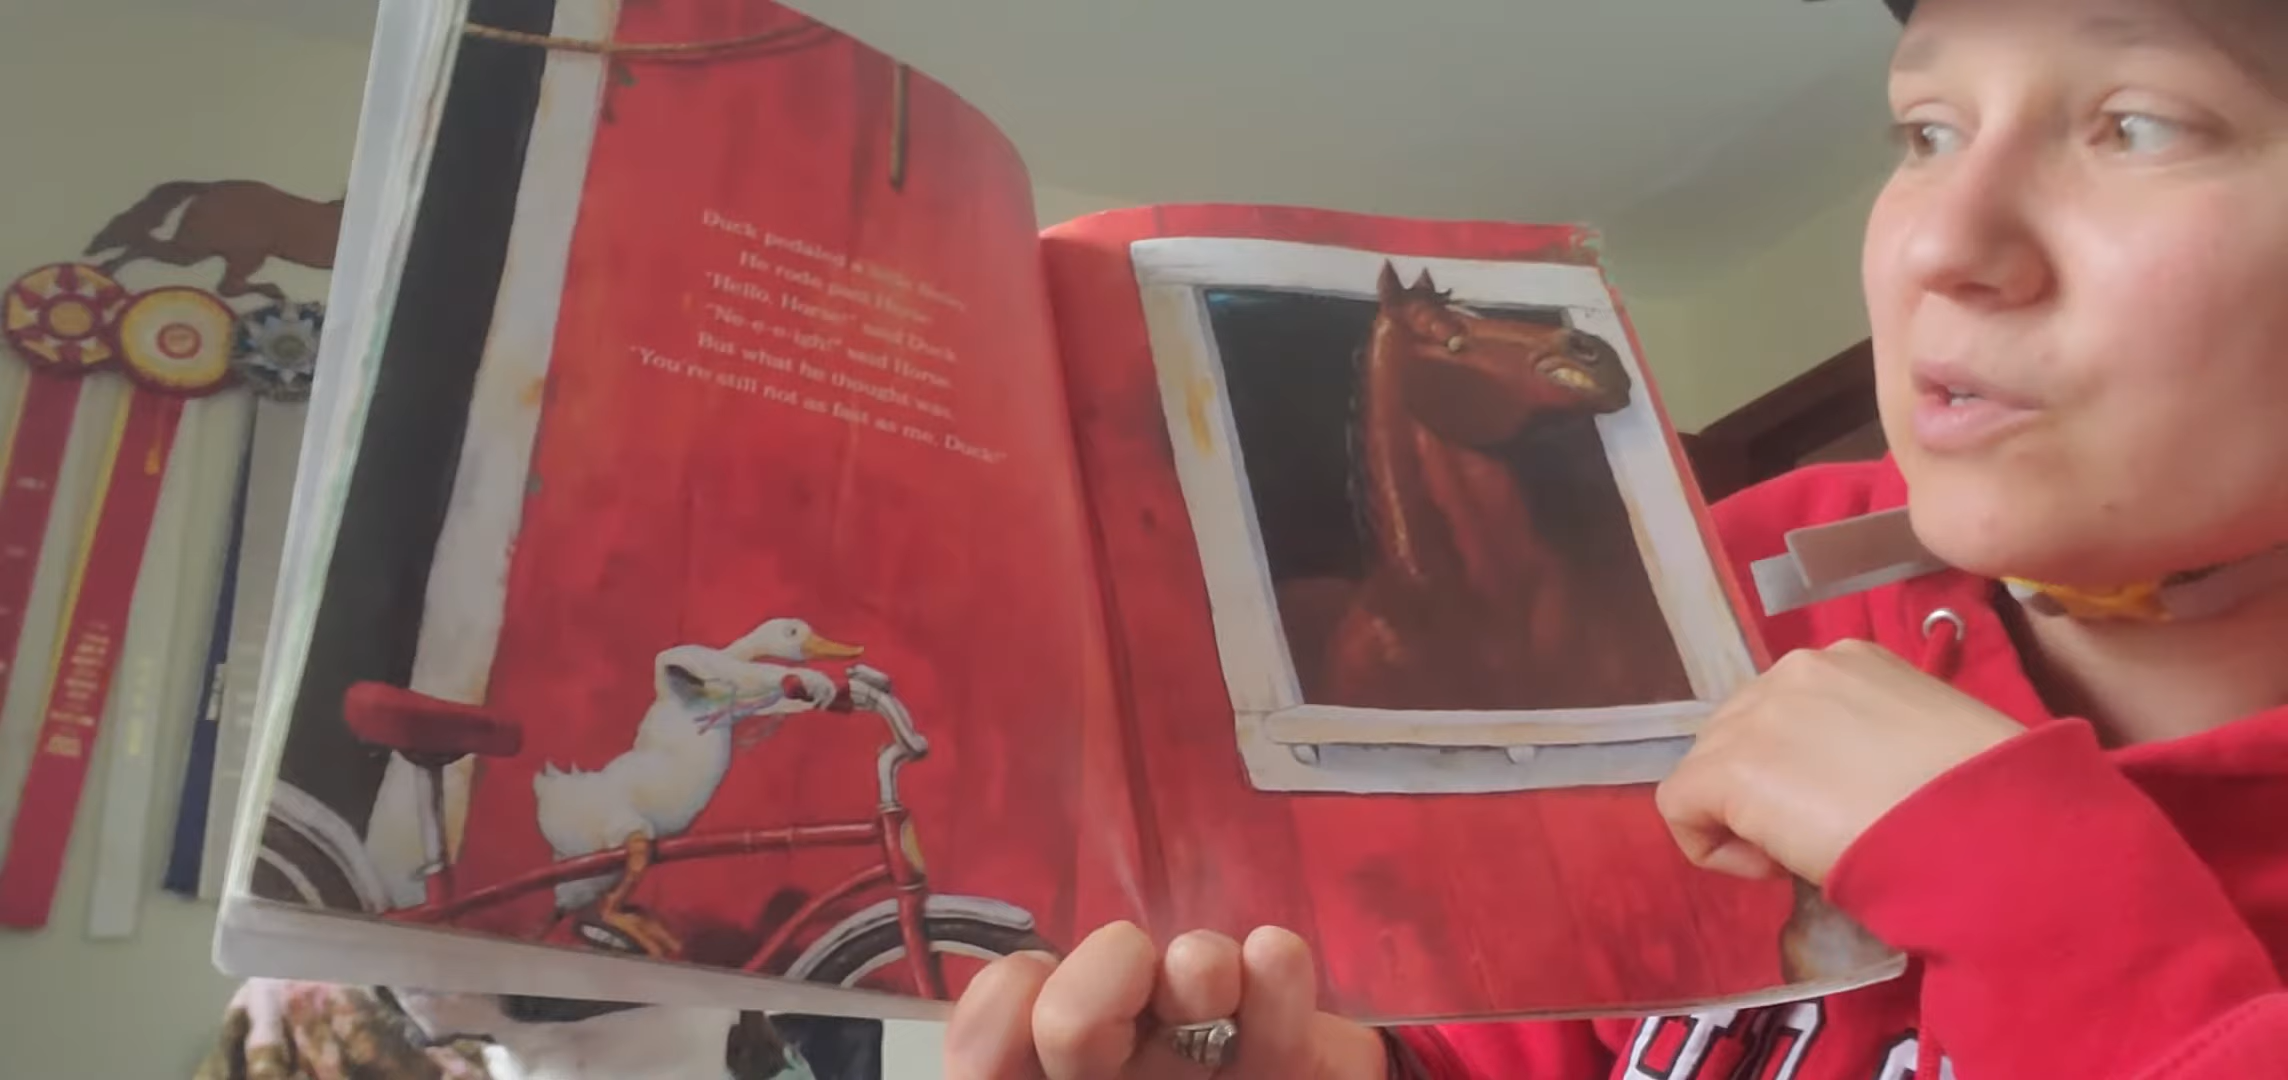 Duck pedaled a little faster.
He rode past Horse.
"Hello, Horse!" said Duck.
"Ne-e-e-igh!" said Horse.
But what he thought was,
"You're still not as fast as me, Duck!"